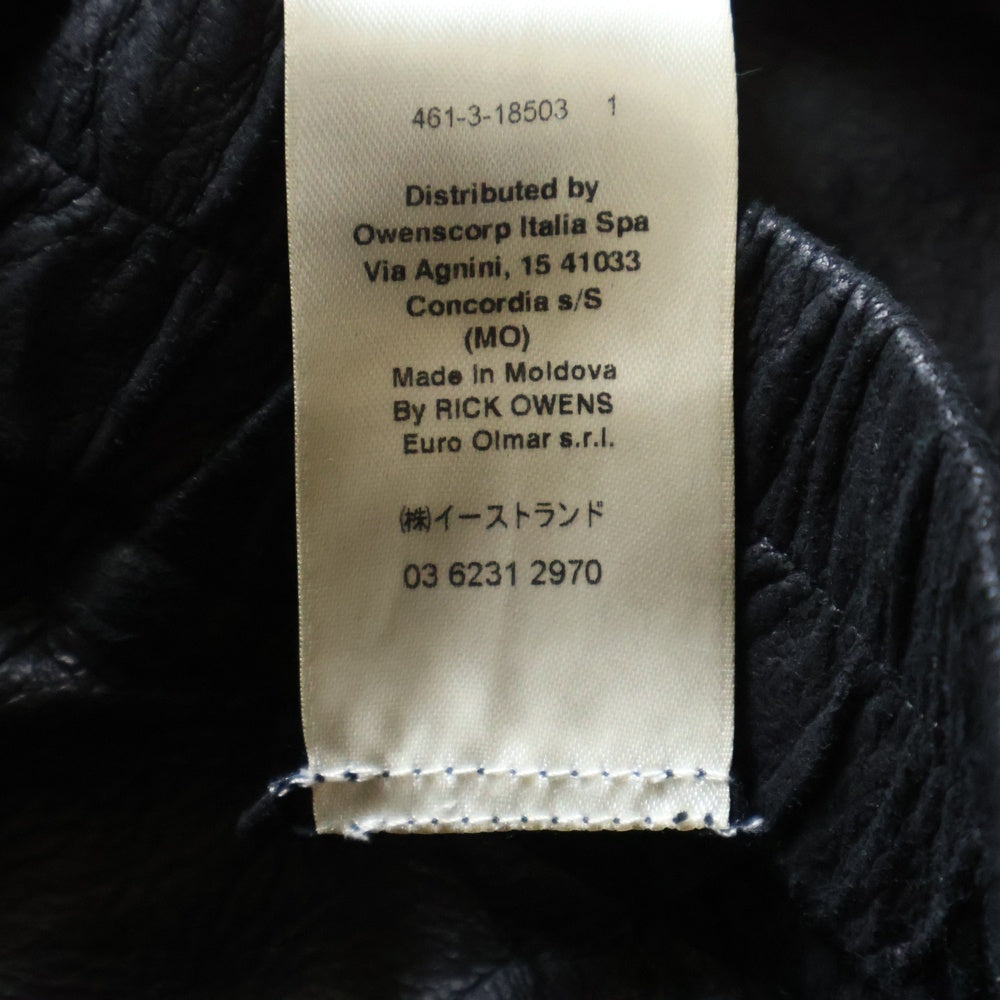 461-3-18503 1
Distributed by
Owenscorp Italia Spa
Via Agnini, 15 41033
Concordia s/S
(MO)
Made in Moldova
By RICK OWENS
Euro Olmar s.r.l.
㈱イーストランド
03 6231 2970